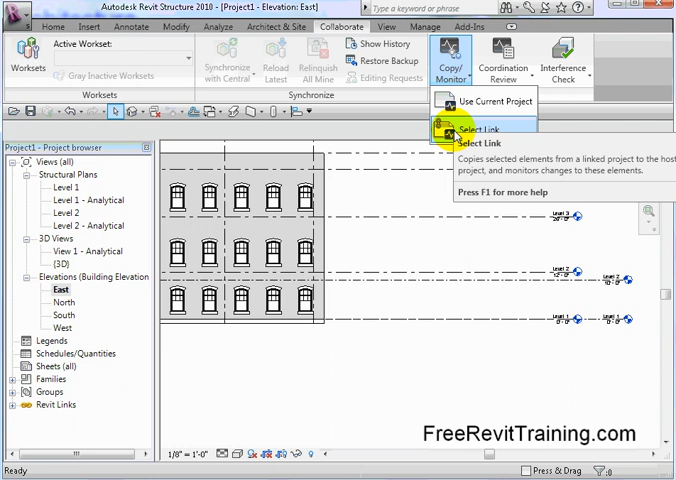 Autodesk Revit Structure 2010 - [Project1 - Elevation: East]
Type a keyword or phrase
Home Insert Annotate Modify Analyze Architect & Site Collaborate View Manage Add-Ins
Worksets
Active Workset:
Gray Inactive Worksets
Worksets
Synchronize with Central
Reload Latest
Relinquish All Mine
Show History
Restore Backup
Editing Requests
Synchronize
Copy/ Monitor
Coordination Review
Interference Check
Use Current Project
Select Link
Select Link
Copies selected elements from a linked project to the host
project, and monitors changes to these elements.
Press F1 for more help
Project1 - Project browser
Views (all)
Structural Plans
Level 1
Level 1 - Analytical
Level 2
Level 2 - Analytical
3D Views
View 1 - Analytical
{3D}
Elevations (Building Elevation
East
North
South
West
Legends
Schedules/Quantities
Sheets (all)
Families
Groups
Revit Links
Level 3
Level 2
Level 2
Level 1
Level 1
FreeRevitTraining.com
1/8" = 1'-0"
Ready
Press & Drag
:0